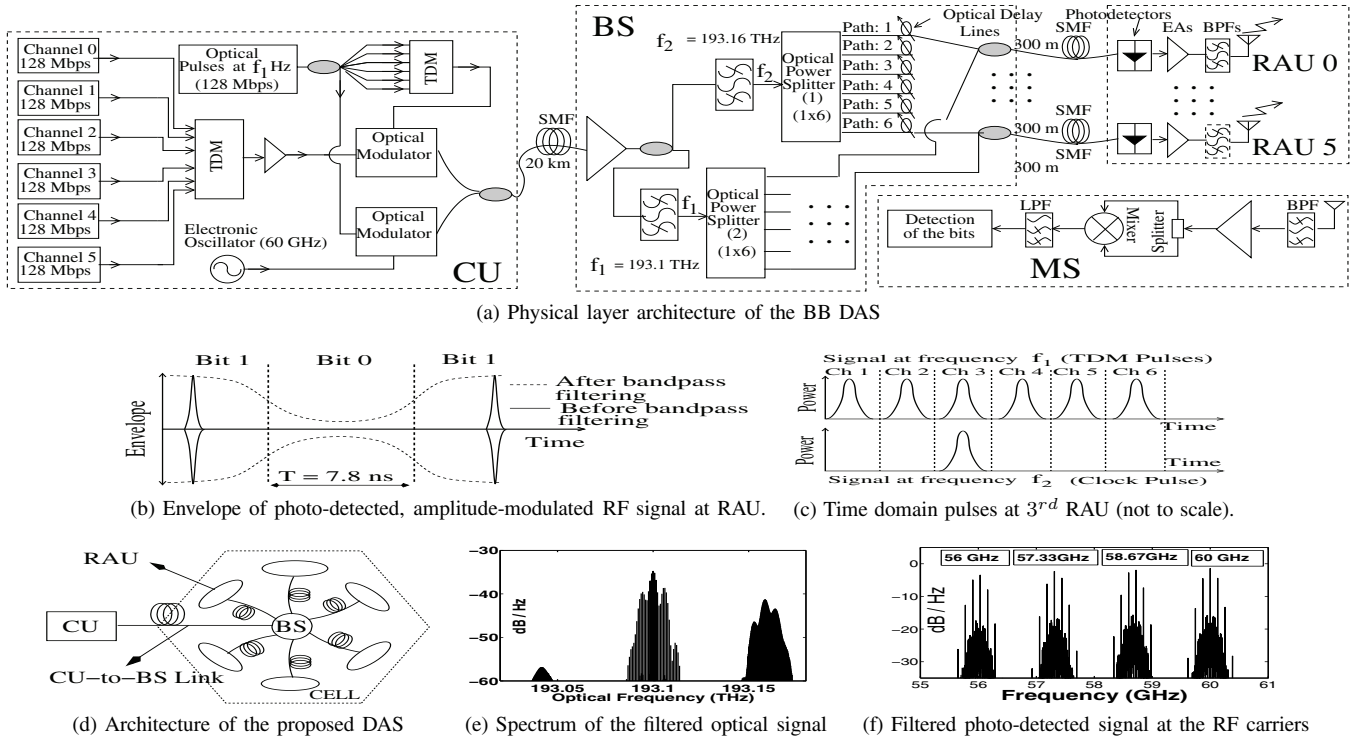 Channel 0
128 Mbps
Channel 1
128 Mbps
Channel 2
128 Mbps
Channel 3
128 Mbps
Channel 4
128 Mbps
Channel 5
128 Mbps
Optical
Pulses at f1 Hz
(128 Mbps)
TDM
TDM
Optical
Modulator
Optical
Modulator
Electronic
Oscillator (60 GHz)
CU
SMF
20 km
BS
f2 = 193.16 THz
f2
Optical
Power
Splitter
(1)
(1x6)
Path: 1
Path: 2
Path: 3
Path: 4
Path: 5
Path: 6
Optical Delay
Lines
f1
Optical
Power
Splitter
(2)
(1x6)
f1 = 193.1 THz
300 m
SMF
Photodetectors
EAs
BPFs
RAU 0
300 m
SMF
300 m
RAU 5
Detection
of the bits
LPF
Mixer
Splitter
BPF
MS
(a) Physical layer architecture of the BB DAS
Bit 1
Bit 0
Bit 1
Envelope
After bandpass
filtering
Before bandpass
filtering
Time
T = 7.8 ns
(b) Envelope of photo-detected, amplitude-modulated RF signal at RAU.
Signal at frequency f1 (TDM Pulses)
Ch 1 Ch 2 Ch 3 Ch 4 Ch 5 Ch 6
Power
Time
Power
Time
Signal at frequency f2 (Clock Pulse)
(c) Time domain pulses at 3rd RAU (not to scale).
RAU
CU
BS
CU-to-BS Link
CELL
(d) Architecture of the proposed DAS
-30
-40
-50
-60
dB / Hz
193.05 193.1 193.15
Optical Frequency (THz)
(e) Spectrum of the filtered optical signal
56 GHz 57.33GHz 58.67GHz 60 GHz
0
-10
-20
-30
dB / Hz
55 56 57 58 59 60 61
Frequency (GHz)
(f) Filtered photo-detected signal at the RF carriers